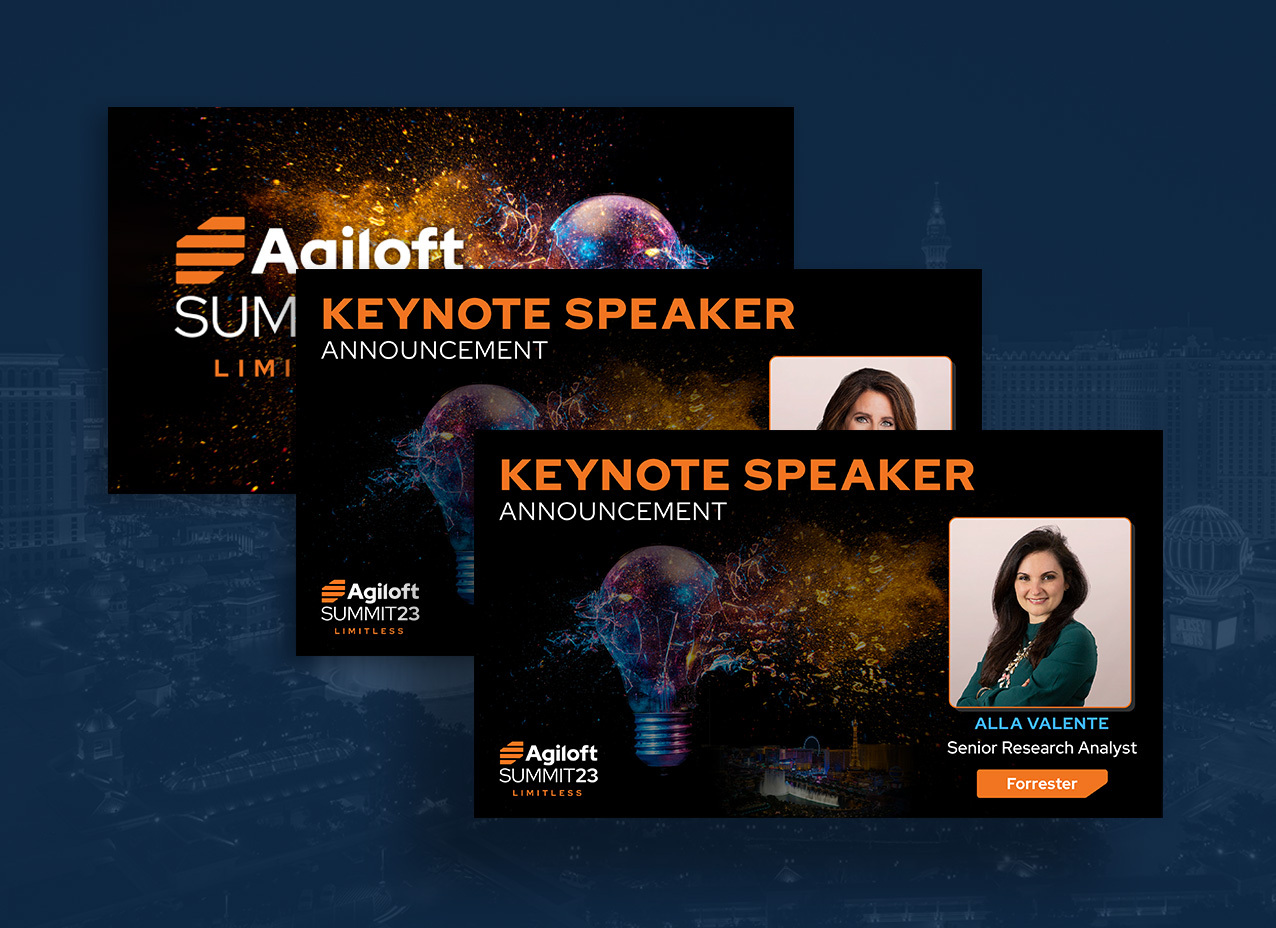 Agiloft
SUM
LIMI
KEYNOTE SPEAKER
ANNOUNCEMENT
Agiloft
SUMMIT23
LIMITLESS
KEYNOTE SPEAKER
ANNOUNCEMENT
Agiloft
SUMMIT23
LIMITLESS
ALLA VALENTE
Senior Research Analyst
Forrester